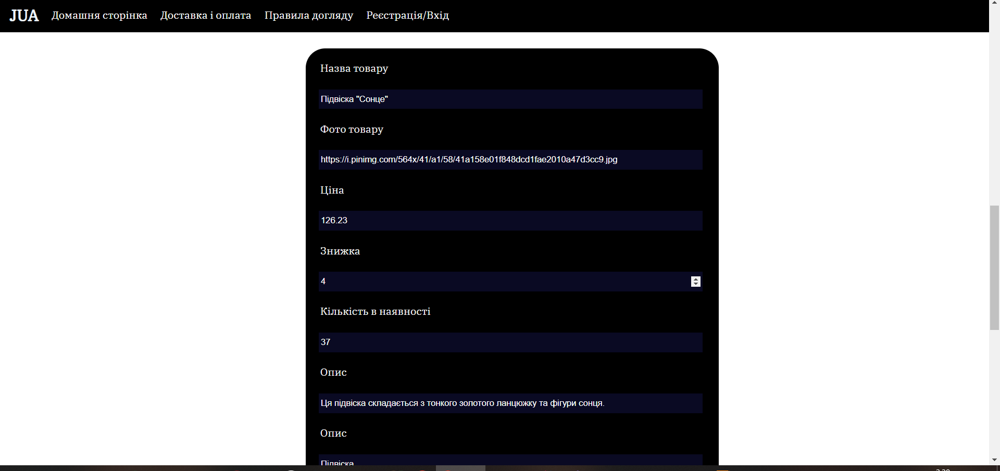 JUA Домашня сторінка Доставка і оплата Правила догляду Реєстрація/Вхід
Назва товару
Підвіска "Сонце"
Фото товару
https://i.pinimg.com/564x/41/a1/58/41a158e01f848dcd1fae2010a47d3cc9.jpg
Ціна
126.23
Знижка
4
Кількість в наявності
37
Опис
Ця підвіска складається з тонкого золотого ланцюжку та фігури сонця.
Опис
Підвіска